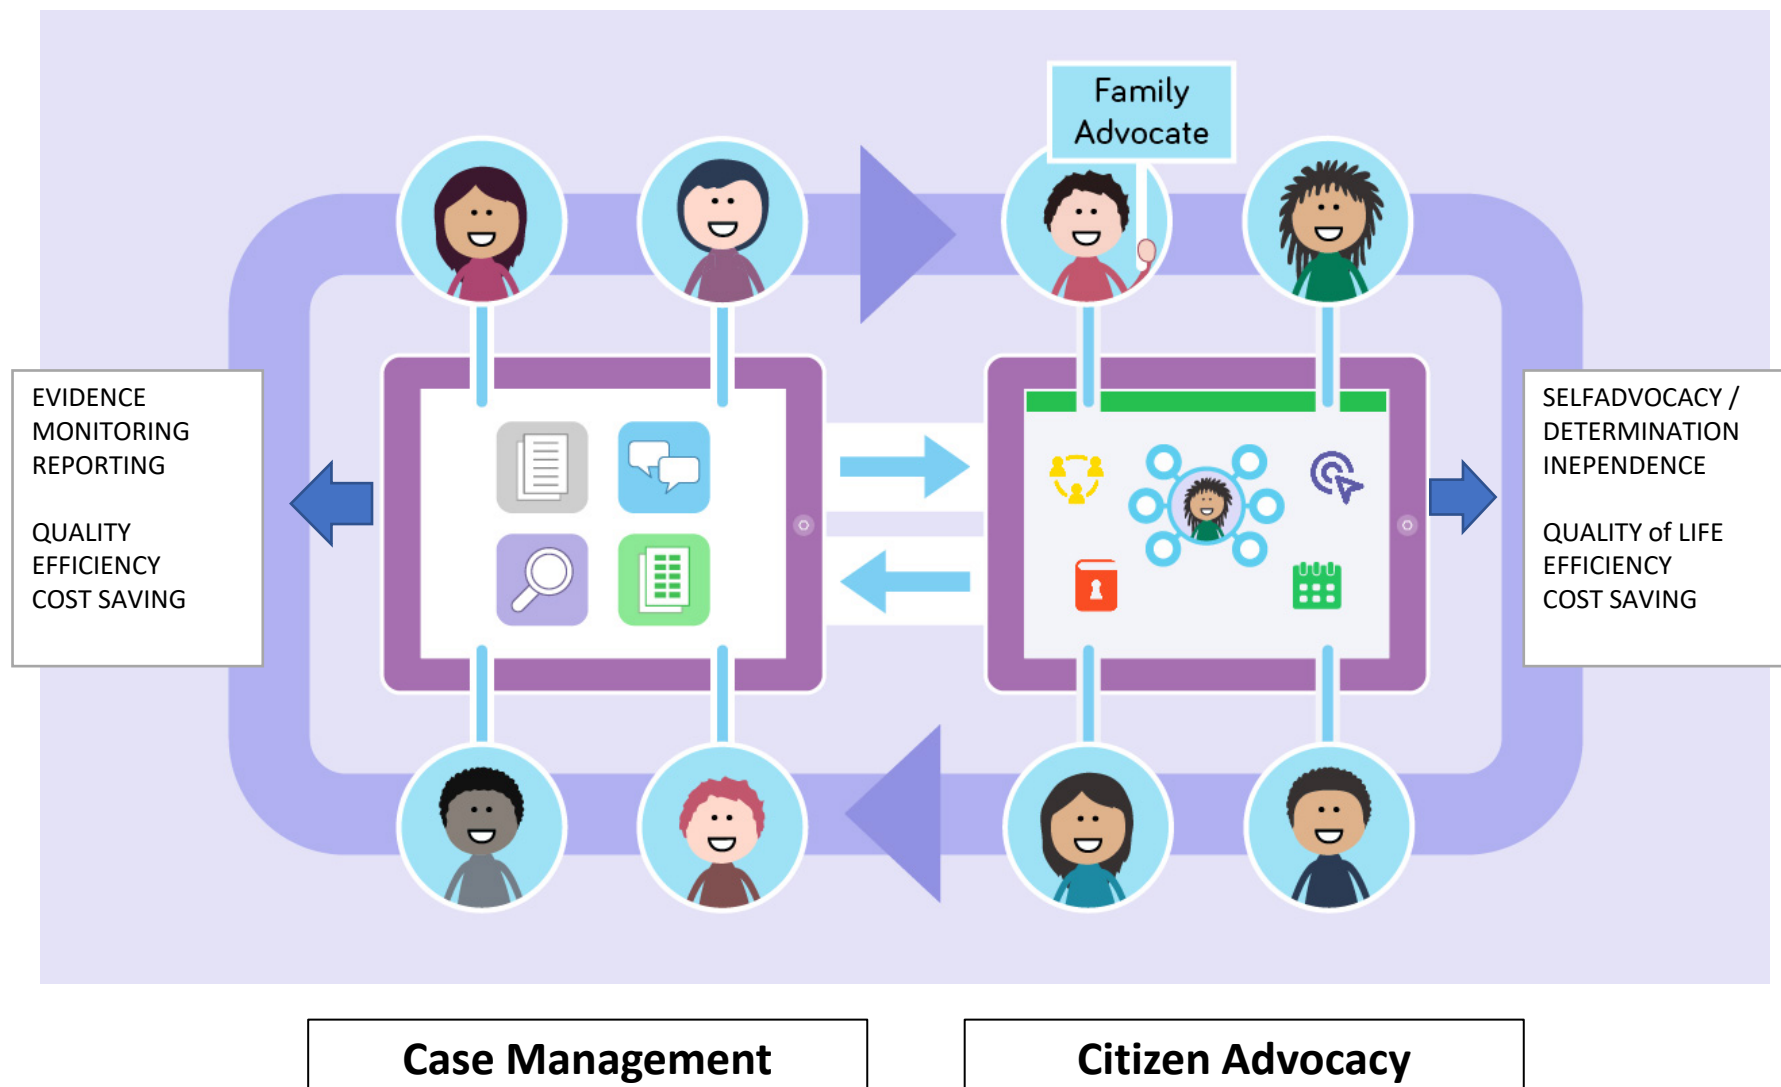 Family
Advocate
EVIDENCE
MONITORING
REPORTING
QUALITY
EFFICIENCY
COST SAVING
SELFADVOCACY /
DETERMINATION
INEPENDENCE
QUALITY of LIFE
EFFICIENCY
COST SAVING
Case Management
Citizen Advocacy